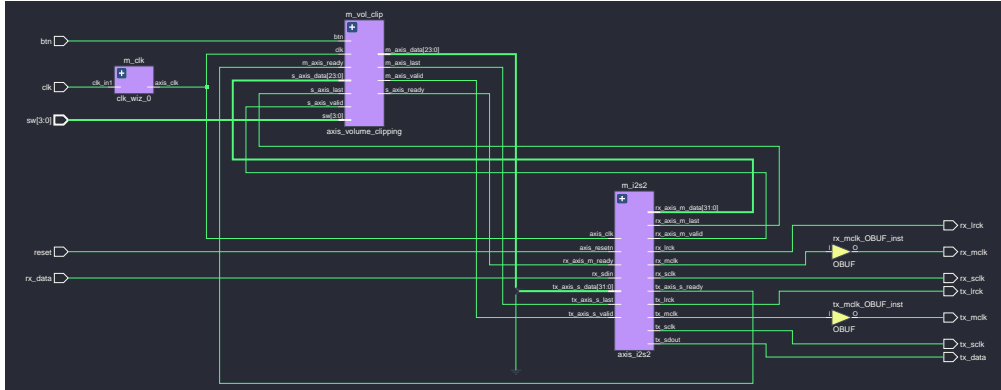 m_vol_clip
btn
btn
clk
m_axis_ready
s_axis_data[23:0]
s_axis_last
s_axis_valid
sw[3:0]
m_axis_data[23:0]
m_axis_last
m_axis_valid
s_axis_ready
axis_volume_clipping
m_clk
clk
clk_in1
axis_clk
clk_wiz_0
sw[3:0]
m_i2s2
axis_clk
axis_resetn
rx_axis_m_ready
rx_sdin
tx_axis_s_data[31:0]
tx_axis_s_last
tx_axis_s_valid
rx_axis_m_data[31:0]
rx_axis_m_last
rx_axis_m_valid
rx_lrck
rx_mclk
rx_sclk
tx_axis_s_ready
tx_lrck
tx_mclk
tx_sclk
tx_sdout
axis_i2s2
reset
rx_data
rx_mclk_OBUF_inst
I
O
OBUF
tx_mclk_OBUF_inst
I
O
OBUF
rx_lrck
rx_mclk
rx_sclk
tx_lrck
tx_mclk
tx_sclk
tx_data